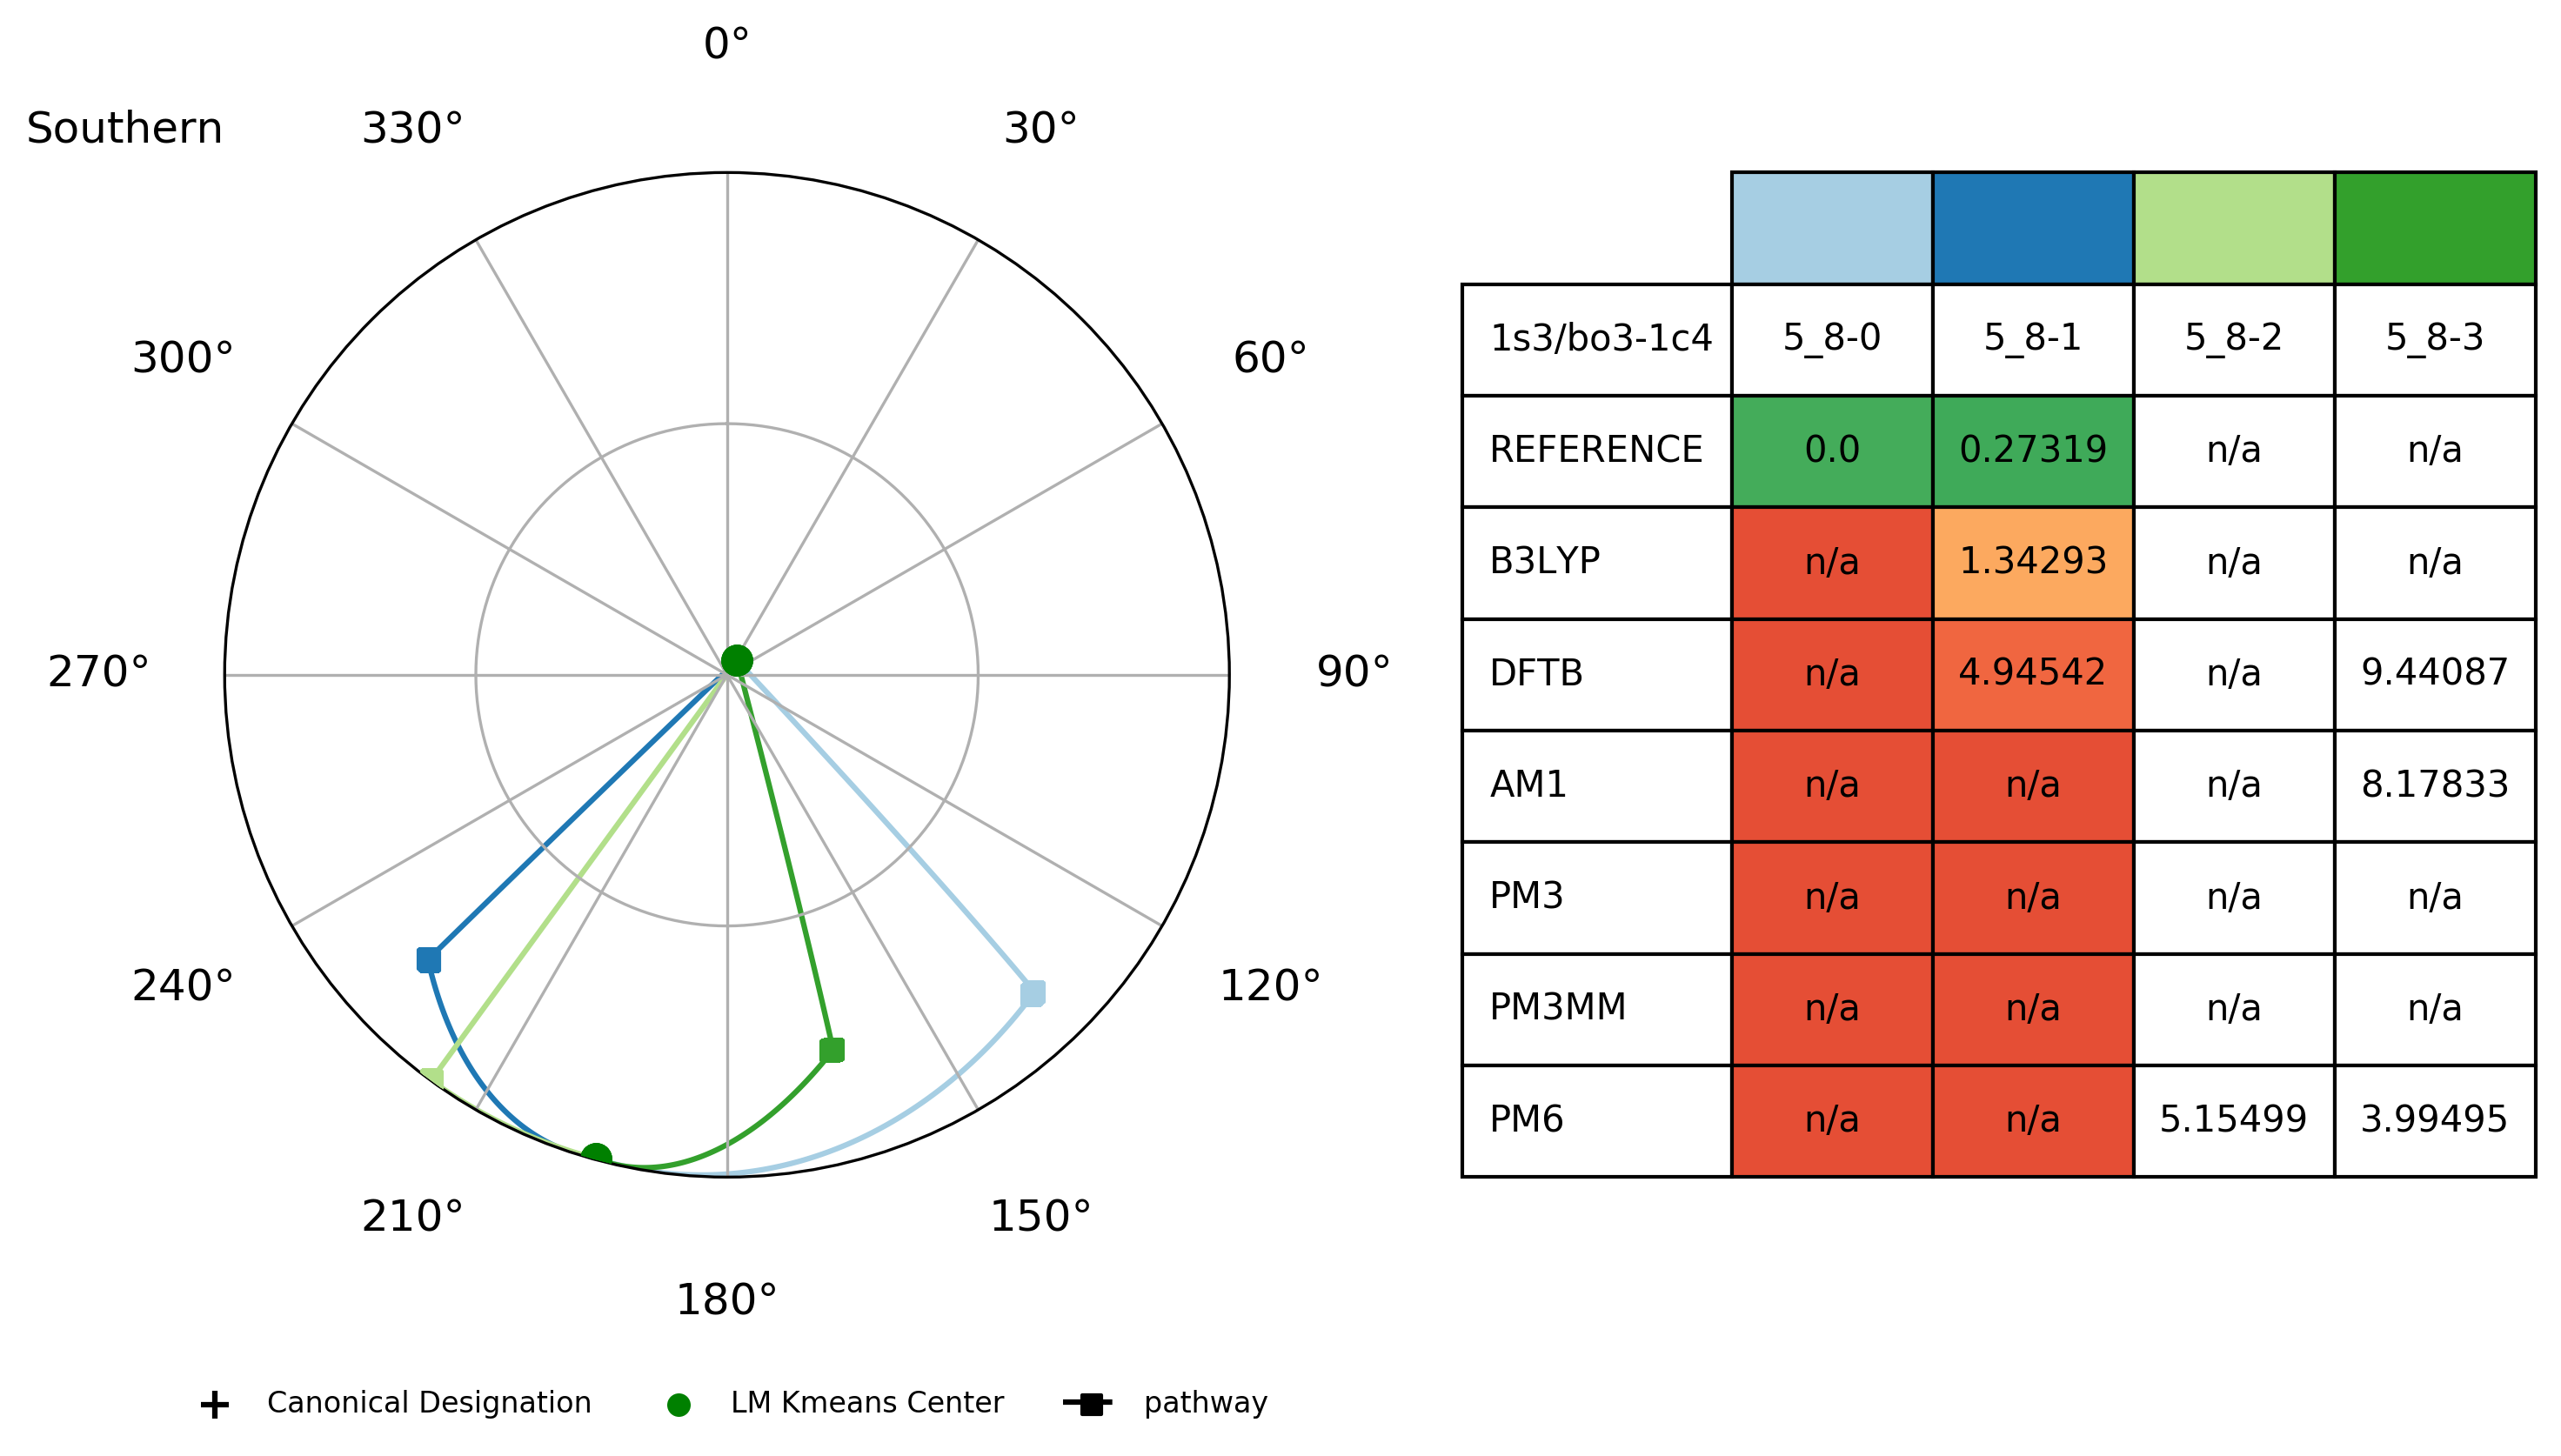 0°
Southern 330° 30°
300° 60°
270° 90°
240° 120°
210° 150°
180°
+ Canonical Designation LM Kmeans Center pathway
1s3/bo3-1c4 5_8-0 5_8-1 5_8-2 5_8-3
REFERENCE 0.0 0.27319 n/a n/a
B3LYP n/a 1.34293 n/a n/a
DFTB n/a 4.94542 n/a 9.44087
AM1 n/a n/a n/a 8.17833
PM3 n/a n/a n/a n/a
PM3MM n/a n/a n/a n/a
PM6 n/a n/a 5.15499 3.99495